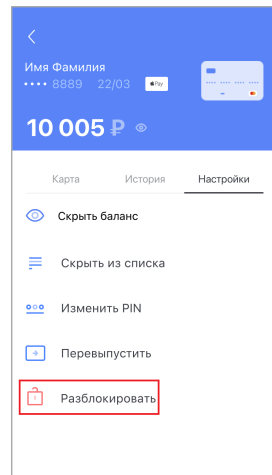 Имя Фамилия
•••• 8889 22/03 Pay
10 005 ₽
Карта История Настройки
Скрыть баланс
Скрыть из списка
Изменить PIN
Перевыпустить
Разблокировать